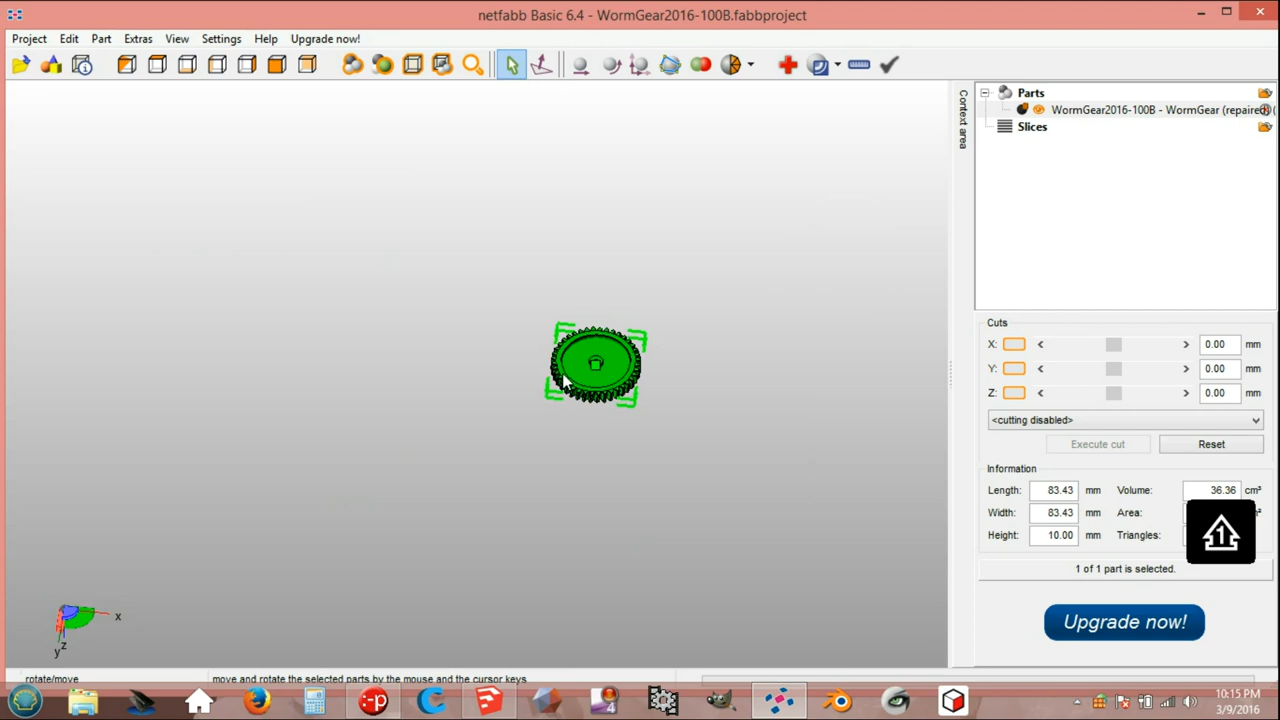 netfabb Basic 6.4 - WormGear2016-100B.fabbproject
Project Edit Part Extras View Settings Help Upgrade now!
Context area
Parts
WormGear2016-100B - WormGear (repaired)
Slices
Cuts
X: < > 0.00 mm
Y: < > 0.00 mm
Z: < > 0.00 mm
<cutting disabled>
Execute cut Reset
Information
Length: 83.43 mm Volume: 36.36 cm³
Width: 83.43 mm Area:
Height: 10.00 mm Triangles:
1
1 of 1 part is selected.
Upgrade now!
x
y
z
rotate/move move and rotate the selected parts by the mouse and the cursor keys
:-p
4
10:15 PM
3/9/2016